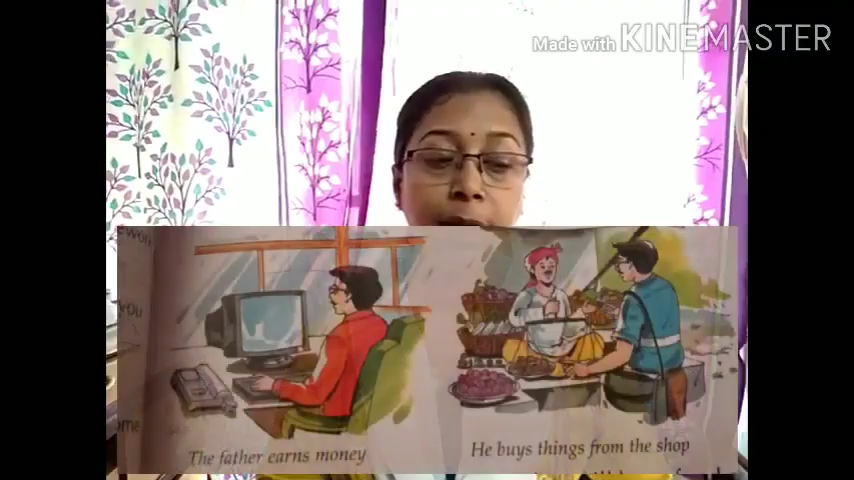 Made with KINEMASTER
The father earns money
He buys things from the shop